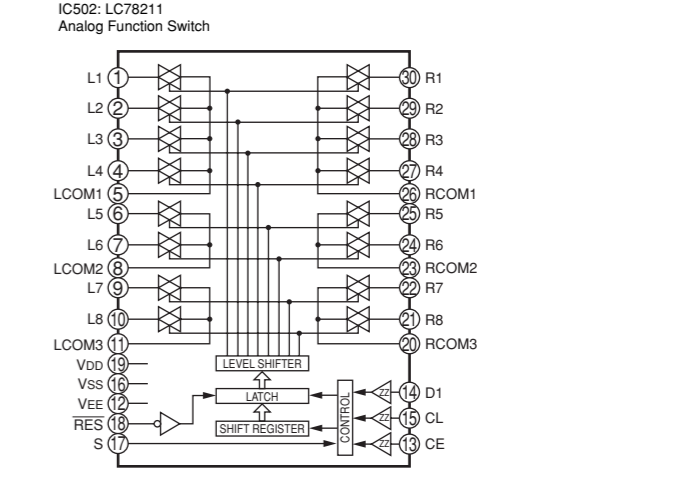 IC502: LC78211
Analog Function Switch
L1 1 30 R1
L2 2 29 R2
L3 3 28 R3
L4 4 27 R4
LCOM1 5 26 RCOM1
L5 6 25 R5
L6 7 24 R6
LCOM2 8 23 RCOM2
L7 9 22 R7
L8 10 21 R8
LCOM3 11 20 RCOM3
VDD 19 LEVEL SHIFTER
VSS 16
VEE 12 LATCH CONTROL ZZ 14 D1
RES 18 SHIFT REGISTER ZZ 15 CL
S 17 ZZ 13 CE